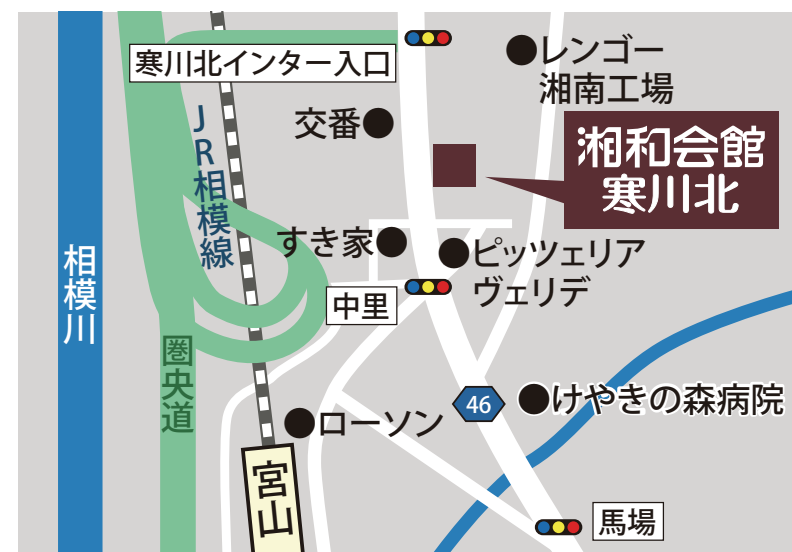 寒川北インター入口
レンゴー
湘南工場
交番
湘和会館
寒川北
JR相模線
すき家
ピッツェリア
ヴェリデ
相模川
中里
圏央道
46
けやきの森病院
ローソン
宮山
馬場